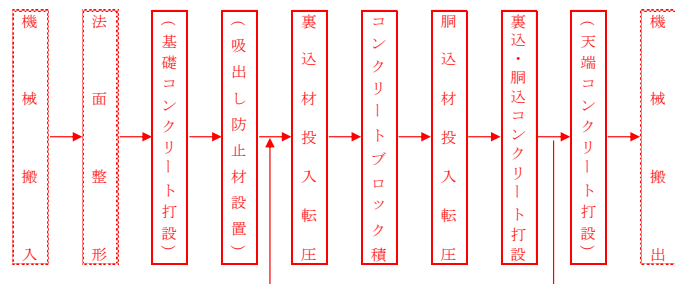 機械搬入
法面整形
（基礎コンクリート打設）
（吸出し防止材設置）
裏込材投入転圧
コンクリートブロック積
胴込材投入転圧
裏込・胴込コンクリート打設
（天端コンクリート打設）
機械搬出